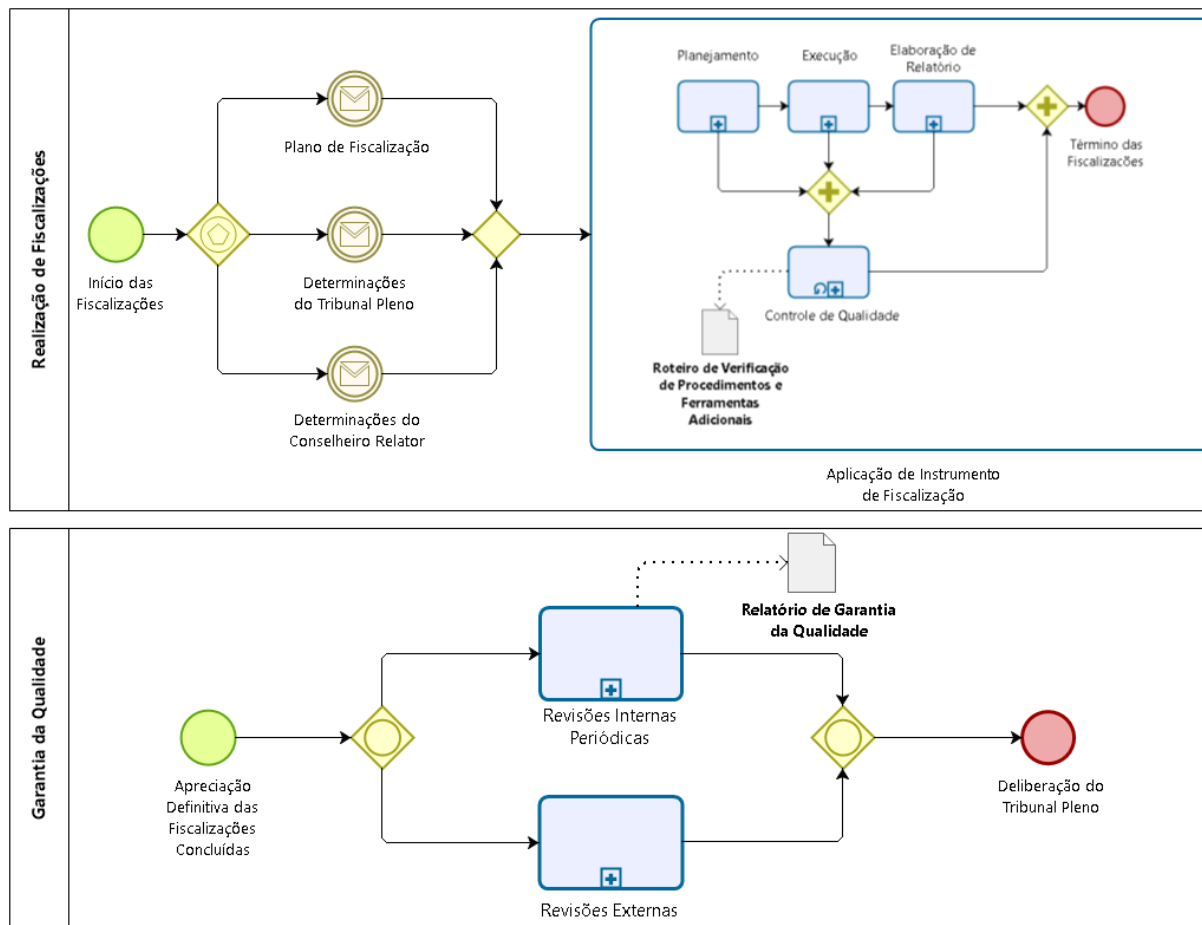 Realização de Fiscalizações
Início das
Fiscalizações
Plano de Fiscalização
Determinações
do Tribunal Pleno
Determinações do
Conselheiro Relator
Planejamento
Execução
Elaboração de
Relatório
Término das
Fiscalizacões
Controle de Qualidade
Roteiro de Verificação
de Procedimentos e
Ferramentas
Adicionais
Aplicação de Instrumento
de Fiscalização
Garantia da Qualidade
Apreciação
Definitiva das
Fiscalizações
Concluídas
Revisões Internas
Periódicas
Relatório de Garantia
da Qualidade
Revisões Externas
Deliberação do
Tribunal Pleno